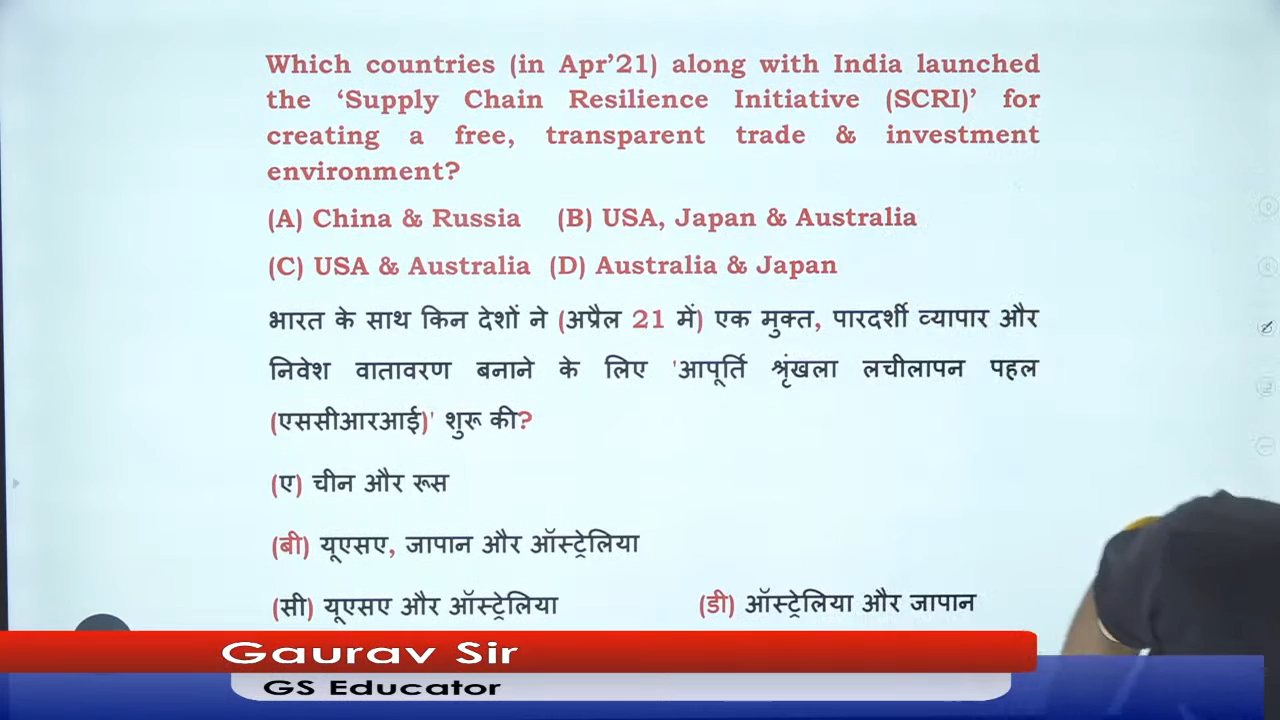 Which countries (in Apr’21) along with India launched
the ‘Supply Chain Resilience Initiative (SCRI)’ for
creating a free, transparent trade & investment
environment?
(A) China & Russia (B) USA, Japan & Australia
(C) USA & Australia (D) Australia & Japan
भारत के साथ किन देशों ने (अप्रैल 21 में) एक मुक्त, पारदर्शी व्यापार और
निवेश वातावरण बनाने के लिए 'आपूर्ति श्रृंखला लचीलापन पहल
(एससीआरआई)' शुरू की?
(ए) चीन और रूस
(बी) यूएसए, जापान और ऑस्ट्रेलिया
(सी) यूएसए और ऑस्ट्रेलिया (डी) ऑस्ट्रेलिया और जापान
Gaurav Sir
GS Educator